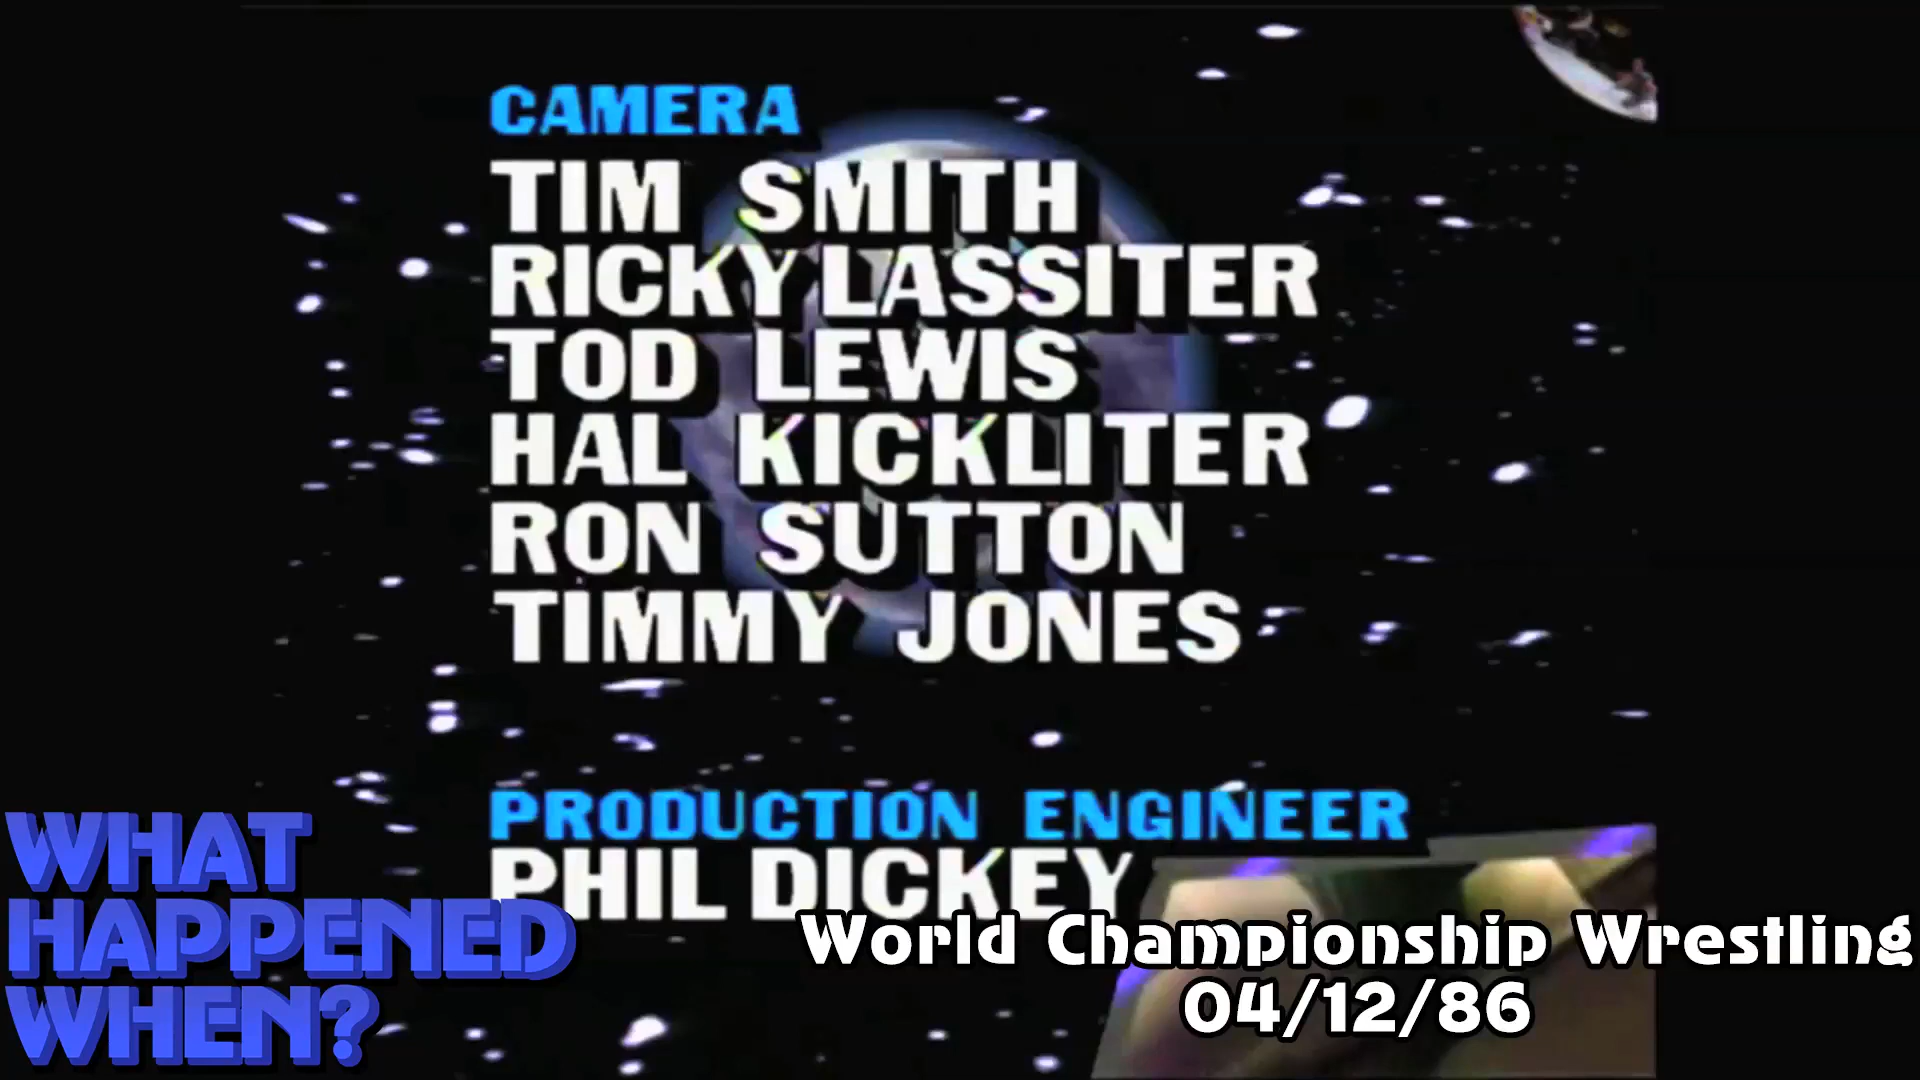 CAMERA
TIM SMITH
RICKY LASSITER
TOD LEWIS
HAL KICKLITER
RON SUTTON
TIMMY JONES
PRODUCTION ENGINEER
PHIL DICKEY
WHAT
HAPPENED
WHEN?
World Championship Wrestling
04/12/86